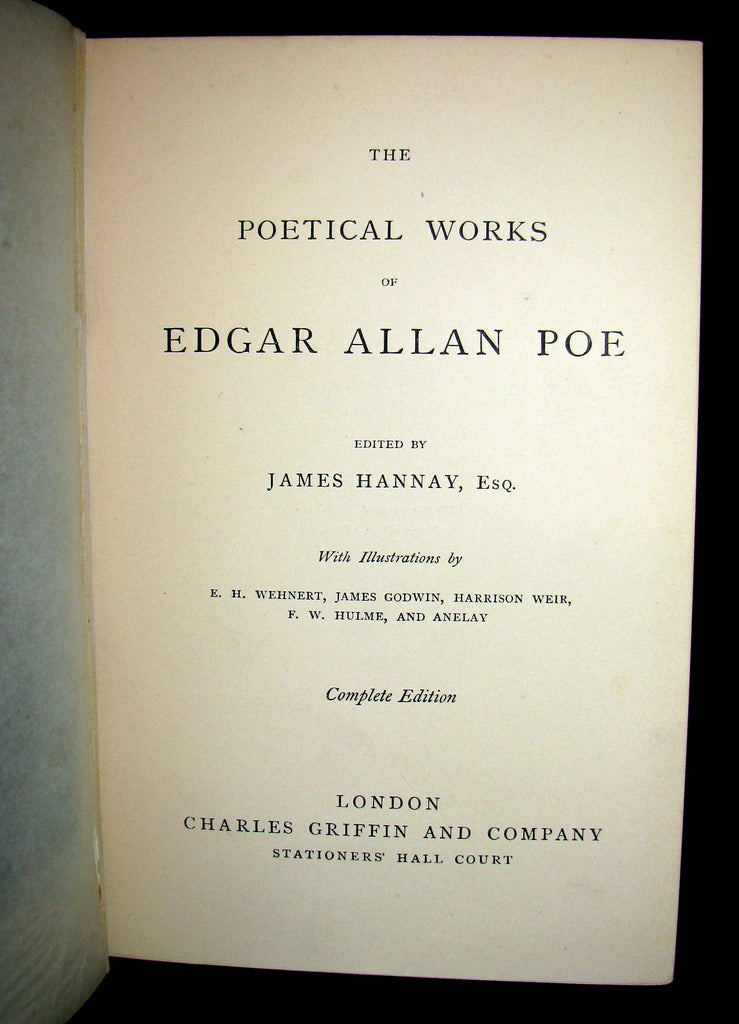 THE
POETICAL WORKS
OF
EDGAR ALLAN POE
EDITED BY
JAMES HANNAY, ESQ.
With Illustrations by
E. H. WEHNERT, JAMES GODWIN, HARRISON WEIR,
F. W. HULME, AND ANELAY
Complete Edition
LONDON
CHARLES GRIFFIN AND COMPANY
STATIONERS' HALL COURT